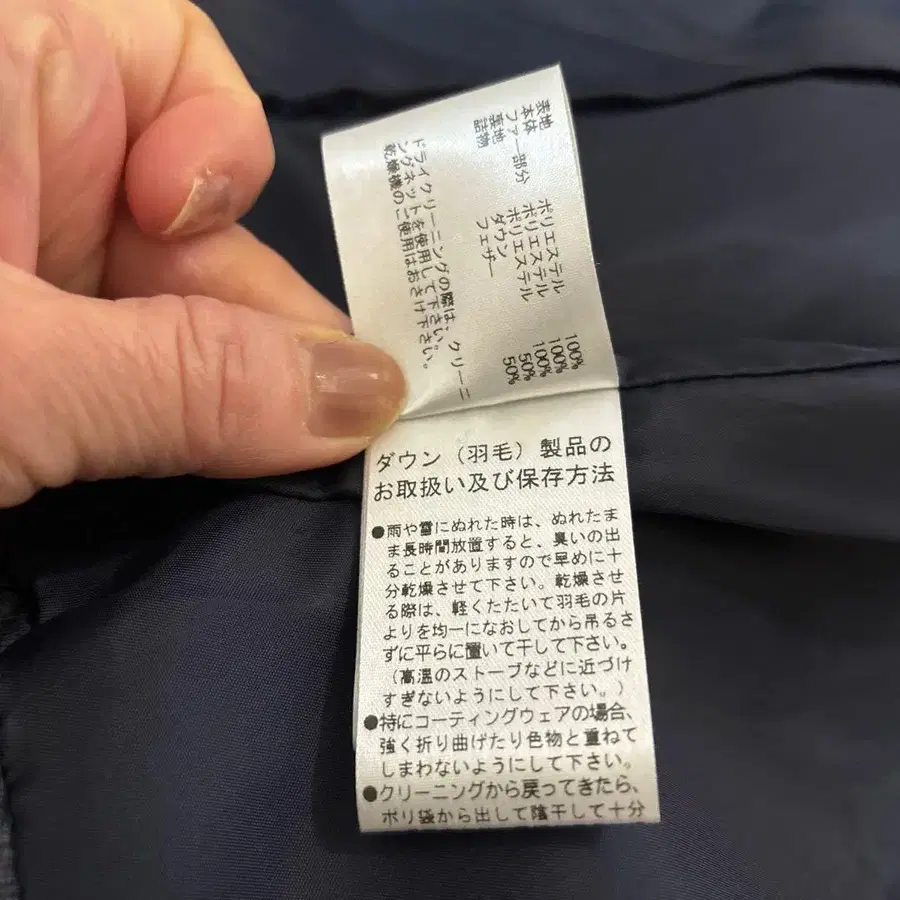 表地
本体 ポリエステル 100%
ファー部分 ポリエステル 100%
裏地 ポリエステル 100%
詰物 ダウン 50%
フェザー 50%
ドライクリーニングの際は、クリーニ
ングネットを使用して下さい。
乾燥機のご使用はおさけ下さい。
ダウン(羽毛)製品の
お取扱い及び保存方法
●雨や雪にぬれた時は、ぬれたま
ま長時間放置すると、臭いの出
ることがありますので早めに十
分乾燥させて下さい。乾燥させ
る際は、軽くたたいて羽毛の片
よりを均一になおしてから吊るさ
ずに平らに置いて干して下さい。
(高温のストーブなどに近づけ
すぎないようにして下さい。)
●特にコーティングウェアの場合、
強く折り曲げたり色物と重ねて
しまわないようにして下さい。
●クリーニングから戻ってきたら、
ポリ袋から出して陰干して十分